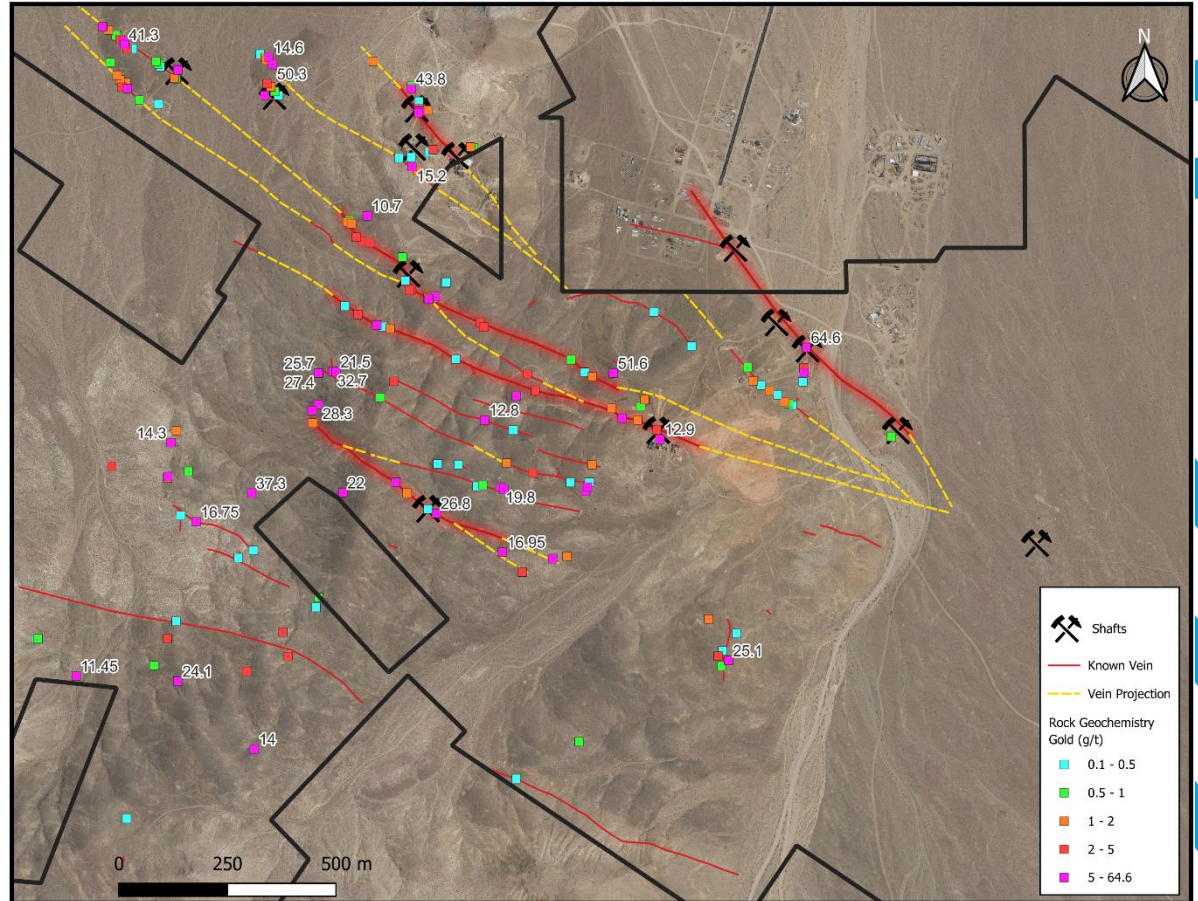 N
41.3
14.6
50.3
43.8
15.2
10.7
64.6
51.6
25.7
21.5
27.4
32.7
28.3
12.8
12.9
14.3
37.3
22
19.8
26.8
16.75
16.95
25.1
11.45
24.1
14
Shafts
Known Vein
Vein Projection
Rock Geochemistry
Gold (g/t)
0.1 - 0.5
0.5 - 1
1 - 2
2 - 5
5 - 64.6
0 250 500 m